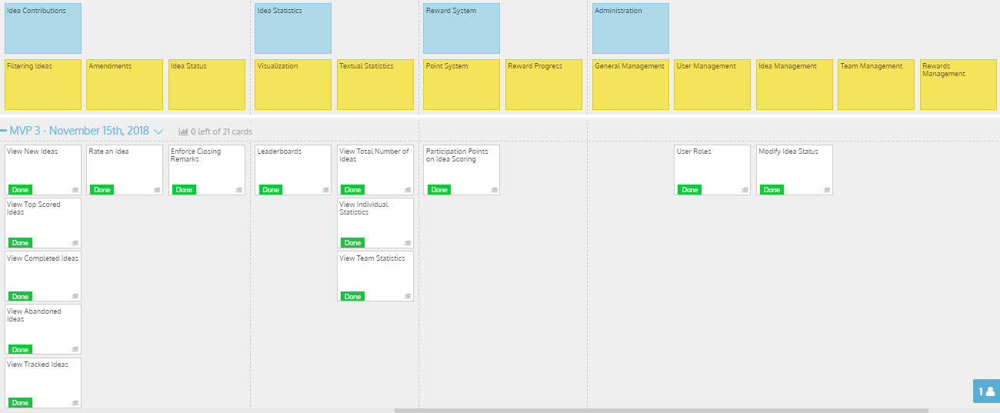 Idea Contributions
Idea Statistics
Reward System
Administration
Filtering Ideas
Amendments
Idea Status
Visualization
Textual Statistics
Point System
Reward Progress
General Management
User Management
Idea Management
Team Management
Rewards
Management
MVP 3 - November 15th, 2018
0 left of 21 cards
View New Ideas
Done
Rate an Idea
Done
Enforce Closing
Remarks
Done
Leaderboards
Done
View Total Number of
Ideas
Done
Participation Points
on Idea Scoring
Done
User Roles
Done
Modify Idea Status
Done
View Top Scored
Ideas
Done
View Individual
Statistics
Done
View Completed Ideas
Done
View Team Statistics
Done
View Abandoned
Ideas
Done
View Tracked Ideas
Done
1